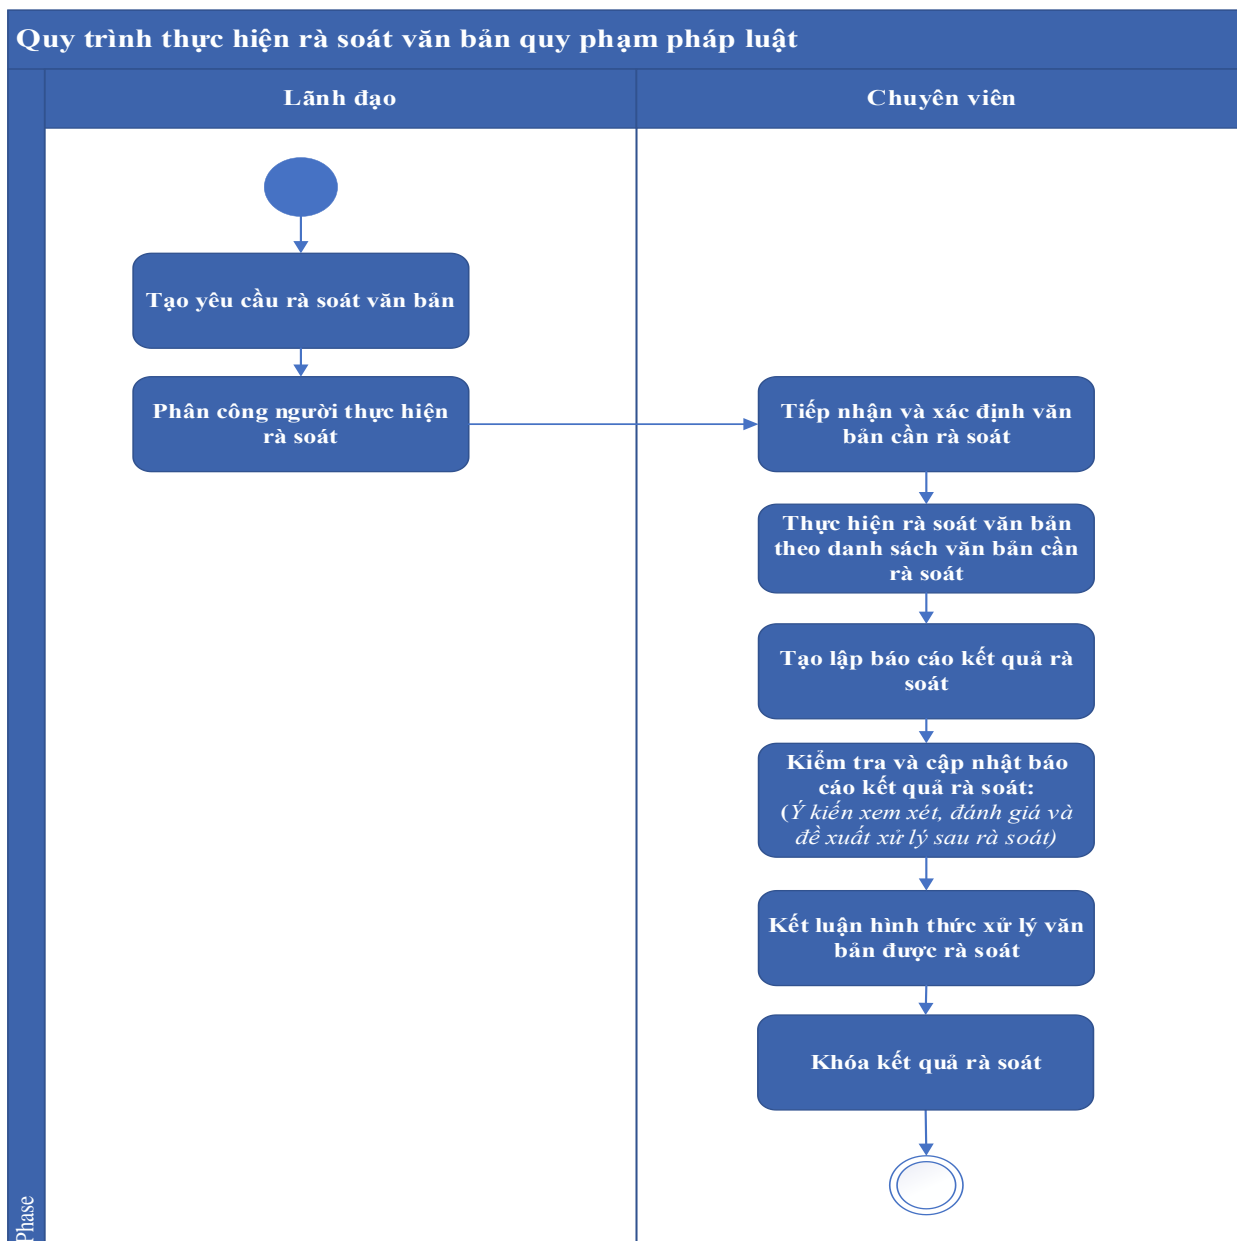 Quy trình thực hiện rà soát văn bản quy phạm pháp luật
Lãnh đạo
Chuyên viên
Tạo yêu cầu rà soát văn bản
Phân công người thực hiện
rà soát
Tiếp nhận và xác định văn
bản cần rà soát
Thực hiện rà soát văn bản
theo danh sách văn bản cần
rà soát
Tạo lập báo cáo kết quả rà
soát
Kiểm tra và cập nhật báo
cáo kết quả rà soát:
(Ý kiến xem xét, đánh giá và
đề xuất xử lý sau rà soát)
Kết luận hình thức xử lý văn
bản được rà soát
Khóa kết quả rà soát
Phase